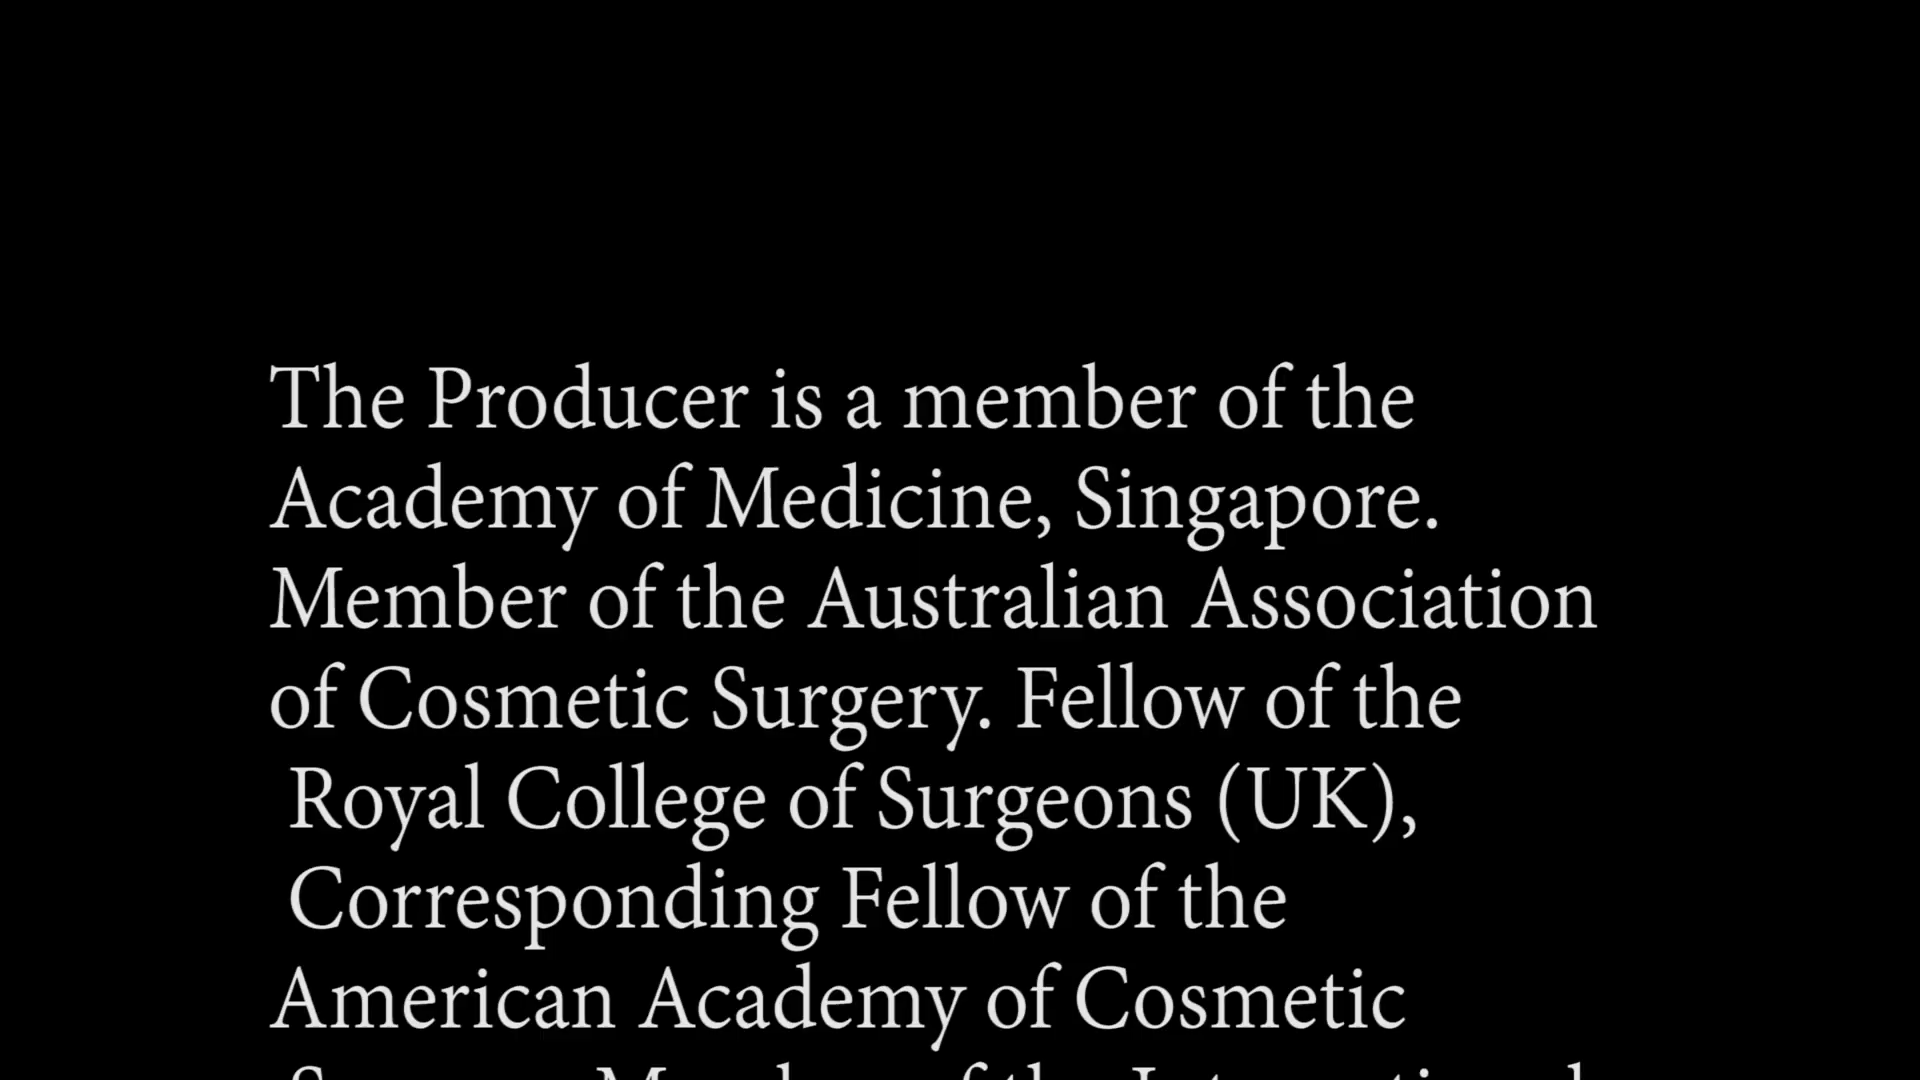 The Producer is a member of the
Academy of Medicine, Singapore.
Member of the Australian Association
of Cosmetic Surgery. Fellow of the
Royal College of Surgeons (UK),
Corresponding Fellow of the
American Academy of Cosmetic